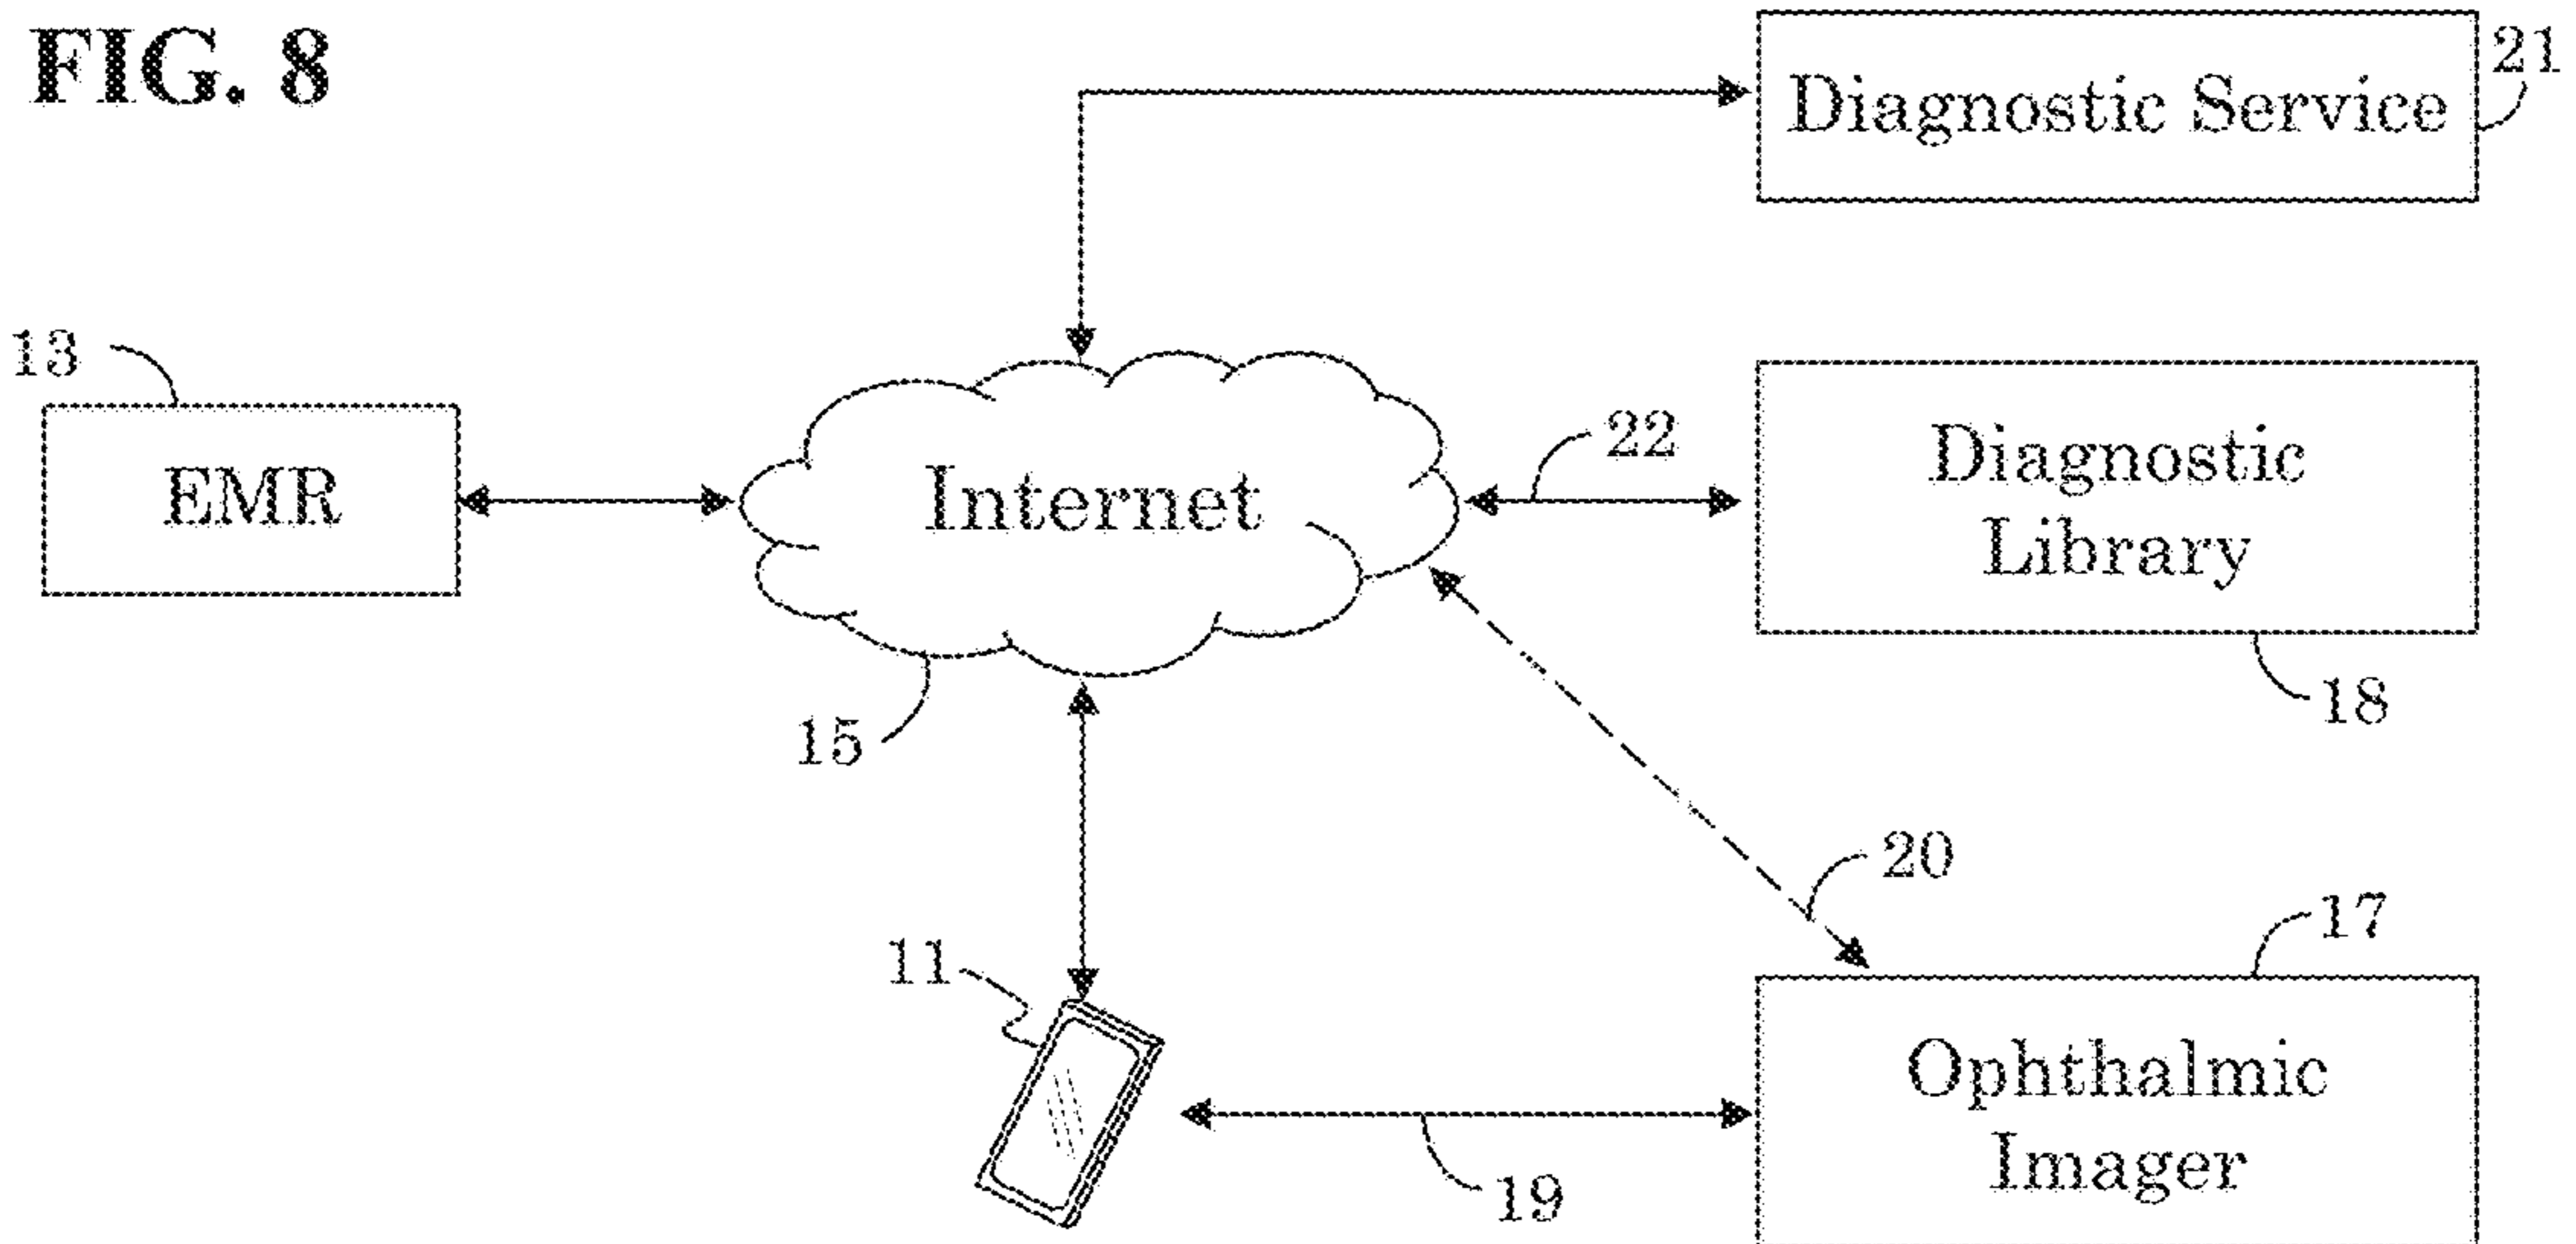 FIG. 8
Diagnostic Service
21
13
EMR
Internet
22
Diagnostic
Library
15
18
20
17
11
Ophthalmic
Imager
19